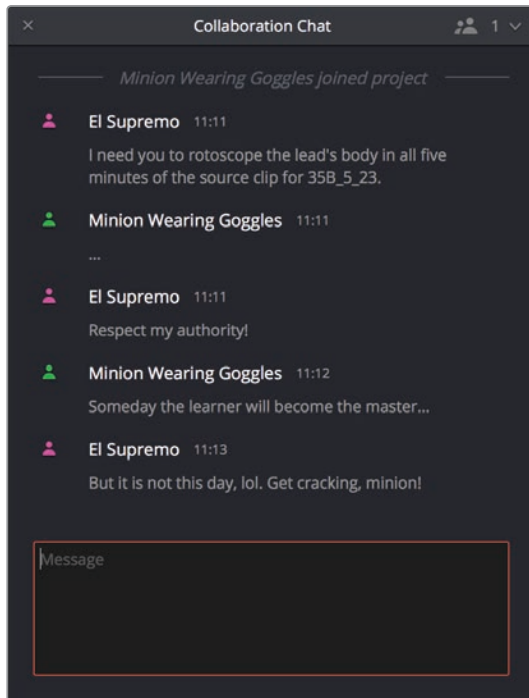 Collaboration Chat 1
Minion Wearing Goggles joined project
El Supremo 11:11
I need you to rotoscope the lead's body in all five
minutes of the source clip for 35B_5_23.
Minion Wearing Goggles 11:11
...
El Supremo 11:11
Respect my authority!
Minion Wearing Goggles 11:12
Someday the learner will become the master...
El Supremo 11:13
But it is not this day, lol. Get cracking, minion!
Message